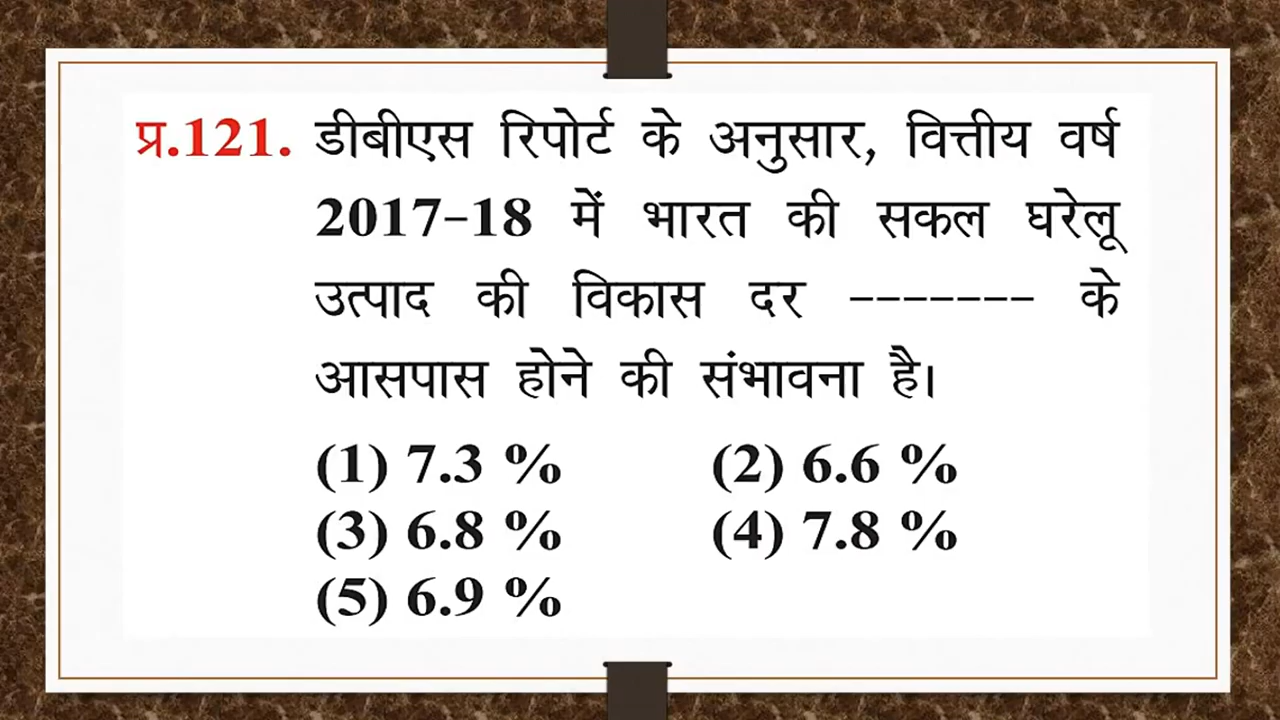 प्र.121. डीबीएस रिपोर्ट के अनुसार, वित्तीय वर्ष
2017-18 में भारत की सकल घरेलू
उत्पाद की विकास दर ------- के
आसपास होने की संभावना है।
(1) 7.3 % (2) 6.6 %
(3) 6.8 % (4) 7.8 %
(5) 6.9 %